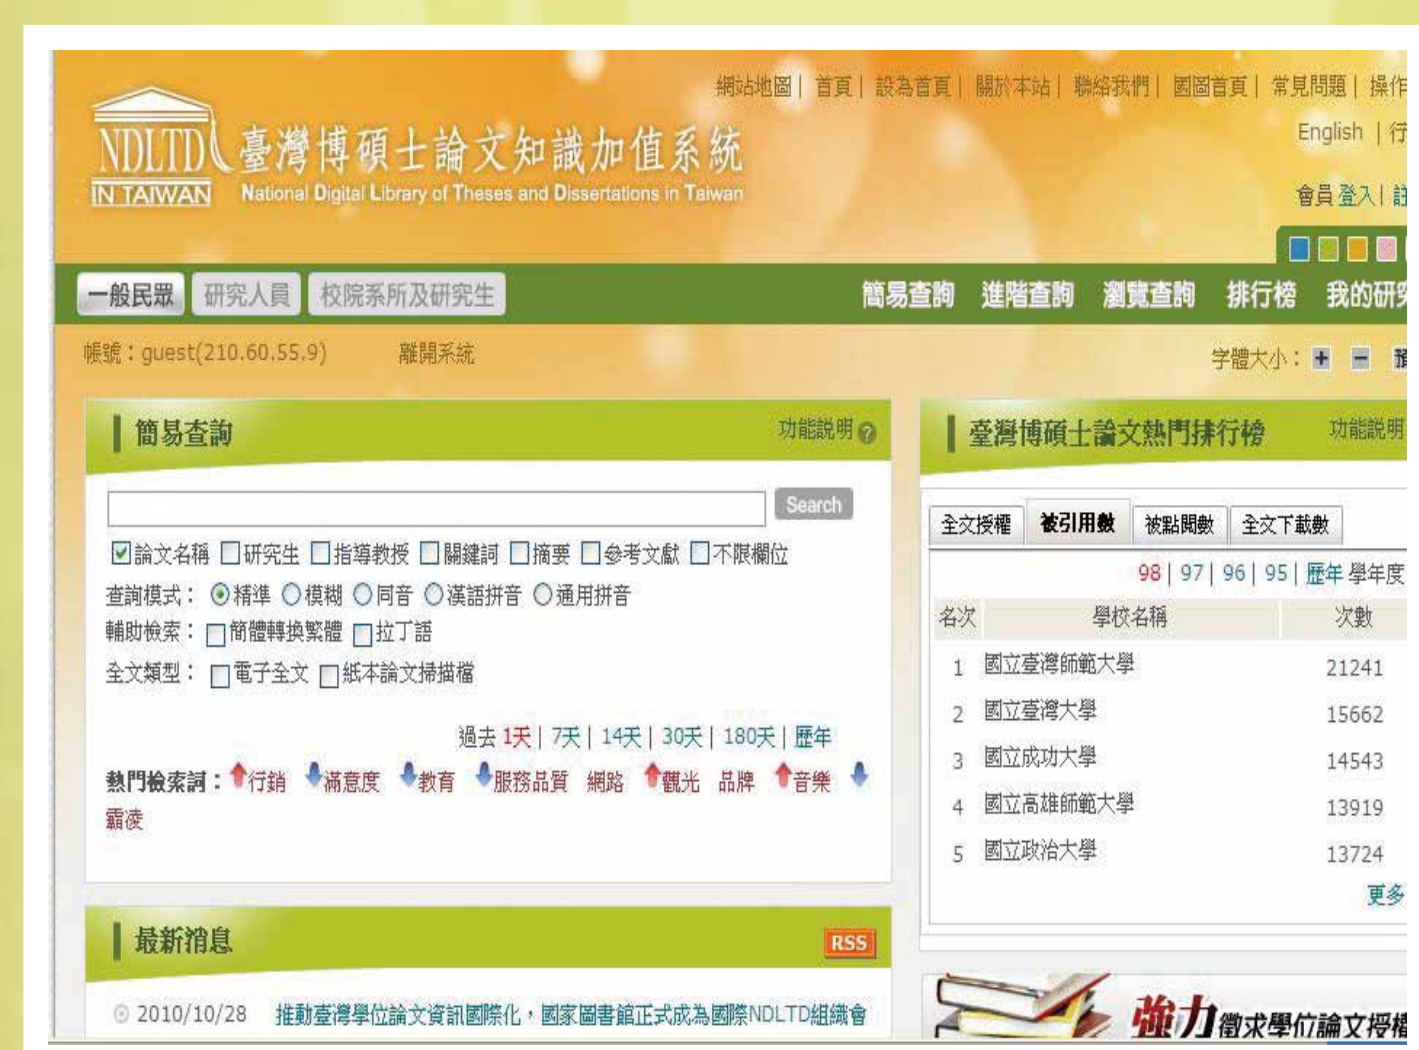 網站地圖| 首頁| 設為首頁| 關於本站| 聯絡我們| 國圖首頁| 常見問題| 操作
English | 行
會員 登入|
NDLTD
IN TAIWAN
臺灣博碩士論文知識加值系統
National Digital Library of Theses and Dissertations in Taiwan
一般民眾 研究人員 校院系所及研究生
簡易查詢 進階查詢 瀏覽查詢 排行榜 我的研究
帳號：guest(210.60.55.9) 離開系統
字體大小： + －
簡易查詢 功能說明 ?
Search
論文名稱 研究生 指導教授 關鍵詞 摘要 參考文獻 不限欄位
查詢模式： 精準 模糊 同音 漢語拼音 通用拼音
輔助檢索： 簡體轉換繁體 拉丁語
全文類型： 電子全文 紙本論文掃描檔
過去 1天| 7天| 14天| 30天| 180天| 歷年
熱門檢索詞： 行銷 滿意度 教育 服務品質 網路 觀光 品牌 音樂
霸凌
最新消息 RSS
2010/10/28 推動臺灣學位論文資訊國際化，國家圖書館正式成為國際NDLTD組織會
臺灣博碩士論文熱門排行榜 功能說明
全文授權 被引用數 被點閱數 全文下載數
98| 97| 96| 95| 歷年 學年度
名次 學校名稱 次數
1 國立臺灣師範大學 21241
2 國立臺灣大學 15662
3 國立成功大學 14543
4 國立高雄師範大學 13919
5 國立政治大學 13724
更多
強力徵求學位論文授權